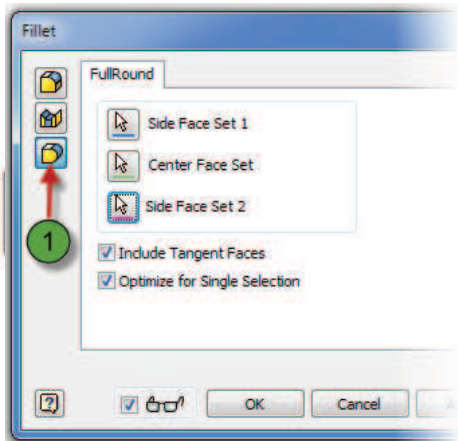 Fillet
FullRound
Side Face Set 1
Center Face Set
Side Face Set 2
1
Include Tangent Faces
Optimize for Single Selection
?
OK
Cancel
A